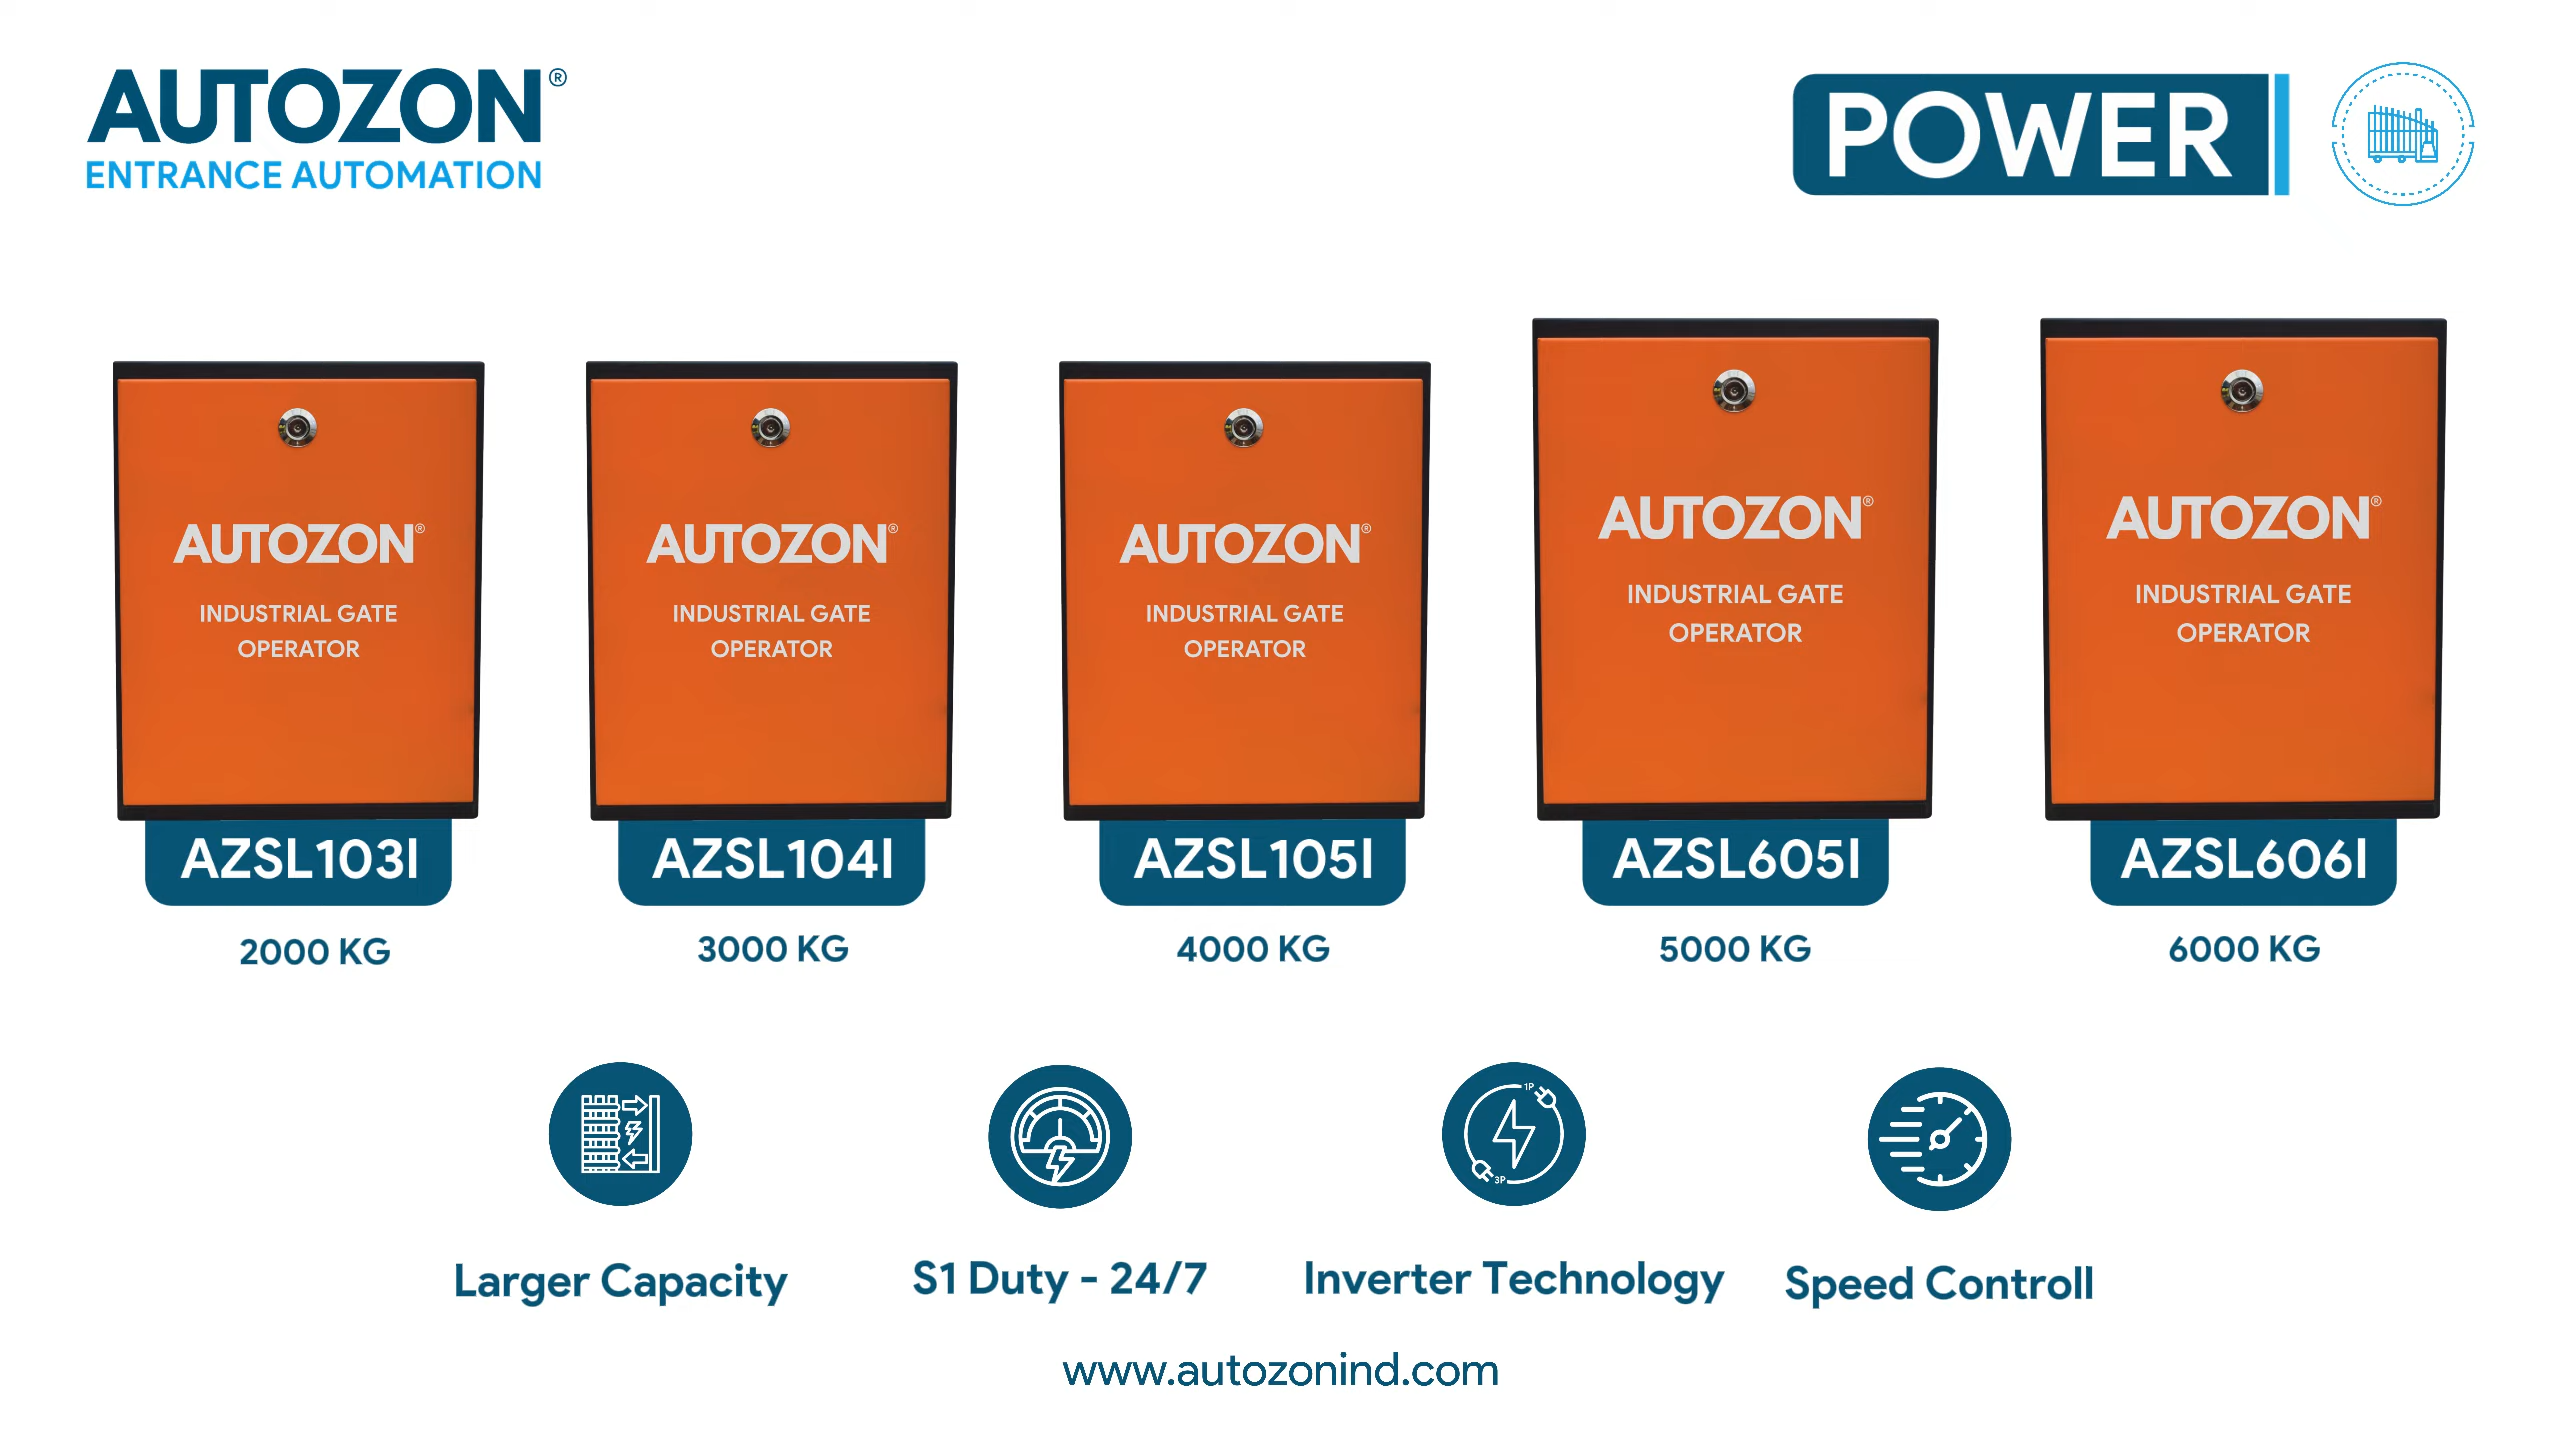 AUTOZON®
ENTRANCE AUTOMATION
POWER
AUTOZON®
INDUSTRIAL GATE
OPERATOR
AZSL103I
2000 KG
AUTOZON®
INDUSTRIAL GATE
OPERATOR
AZSL104I
3000 KG
AUTOZON®
INDUSTRIAL GATE
OPERATOR
AZSL105I
4000 KG
AUTOZON®
INDUSTRIAL GATE
OPERATOR
AZSL605I
5000 KG
AUTOZON®
INDUSTRIAL GATE
OPERATOR
AZSL606I
6000 KG
Larger Capacity
S1 Duty - 24/7
1P
3P
Inverter Technology
Speed Controll
www.autozonind.com